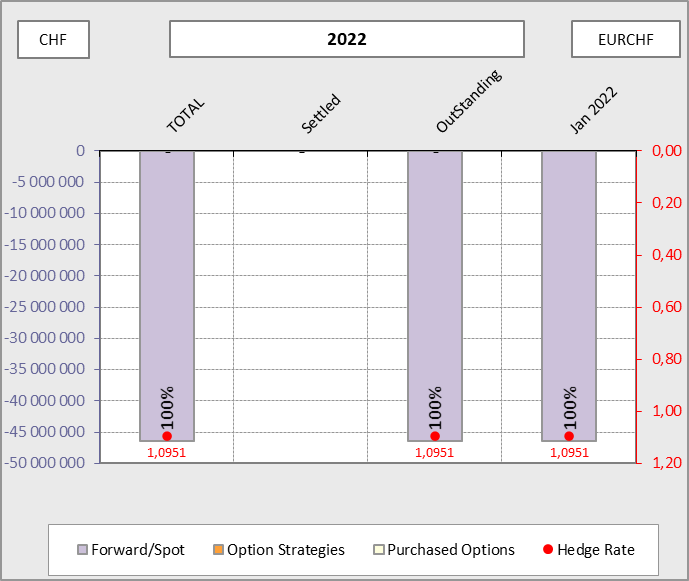 CHF
2022
EURCHF
TOTAL
Settled
OutStanding
Jan 2022
0
-5 000 000
-10 000 000
-15 000 000
-20 000 000
-25 000 000
-30 000 000
-35 000 000
-40 000 000
-45 000 000
-50 000 000
0,00
0,20
0,40
0,60
0,80
1,00
1,20
100%
100%
100%
1,0951
1,0951
1,0951
Forward/Spot
Option Strategies
Purchased Options
Hedge Rate